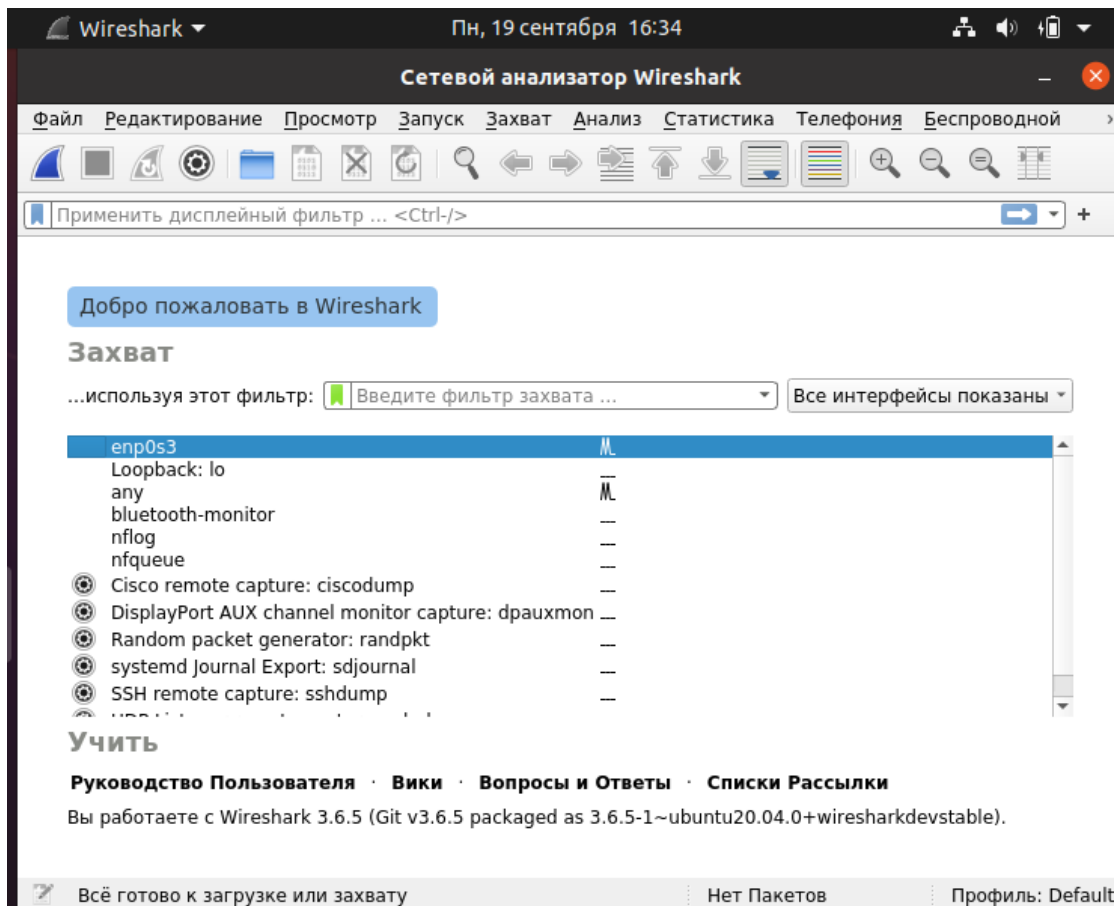 Wireshark Пн, 19 сентября 16:34
Сетевой анализатор Wireshark
Файл Редактирование Просмотр Запуск Захват Анализ Статистика Телефония Беспроводной
Применить дисплейный фильтр ... <Ctrl-/>
Добро пожаловать в Wireshark
Захват
...используя этот фильтр: Введите фильтр захвата ... Все интерфейсы показаны
enp0s3
Loopback: lo
any
bluetooth-monitor
nflog
nfqueue
Cisco remote capture: ciscodump
DisplayPort AUX channel monitor capture: dpauxmon
Random packet generator: randpkt
systemd Journal Export: sdjournal
SSH remote capture: sshdump
Учить
Руководство Пользователя · Вики · Вопросы и Ответы · Списки Рассылки
Вы работаете с Wireshark 3.6.5 (Git v3.6.5 packaged as 3.6.5-1~ubuntu20.04.0+wiresharkdevstable).
Всё готово к загрузке или захвату Нет Пакетов Профиль: Default